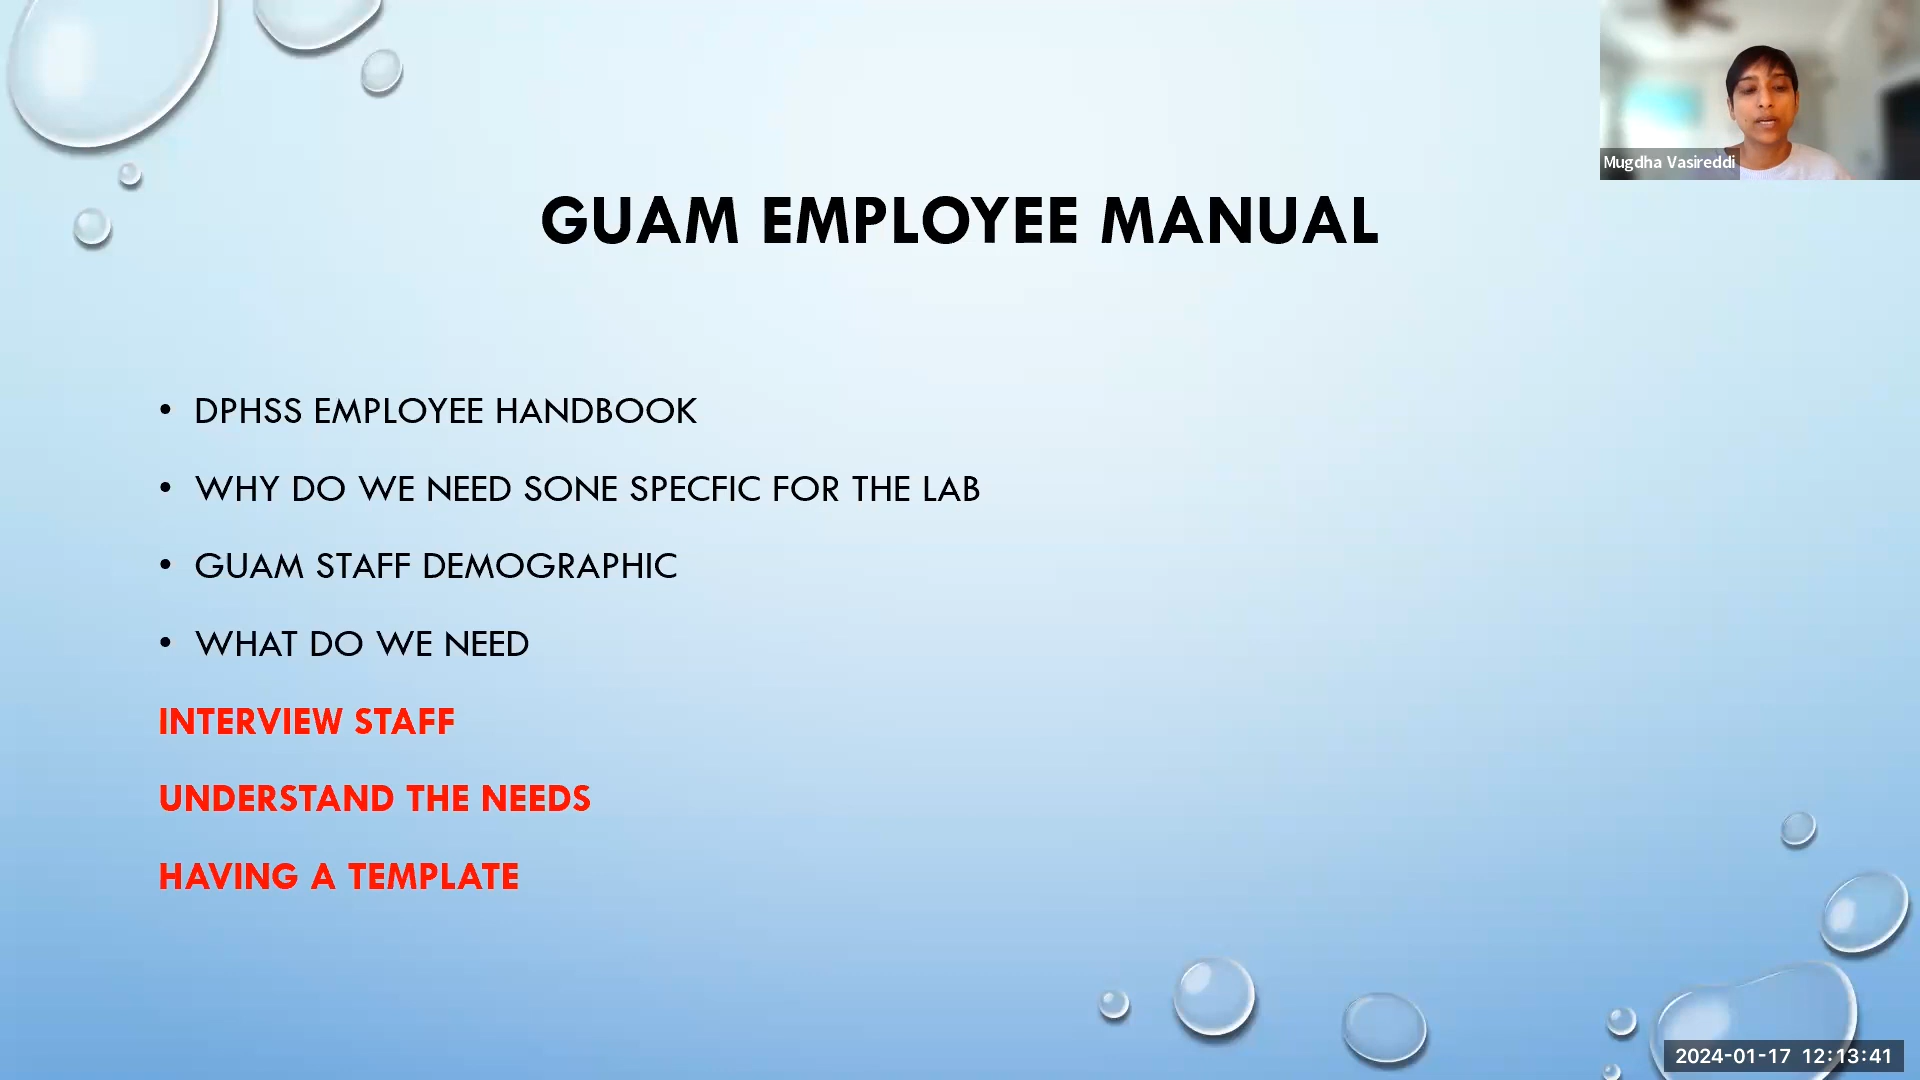 Mugdha Vasireddi
GUAM EMPLOYEE MANUAL
• DPHSS EMPLOYEE HANDBOOK
• WHY DO WE NEED SONE SPECFIC FOR THE LAB
• GUAM STAFF DEMOGRAPHIC
• WHAT DO WE NEED
INTERVIEW STAFF
UNDERSTAND THE NEEDS
HAVING A TEMPLATE
2024-01-17 12:13:41